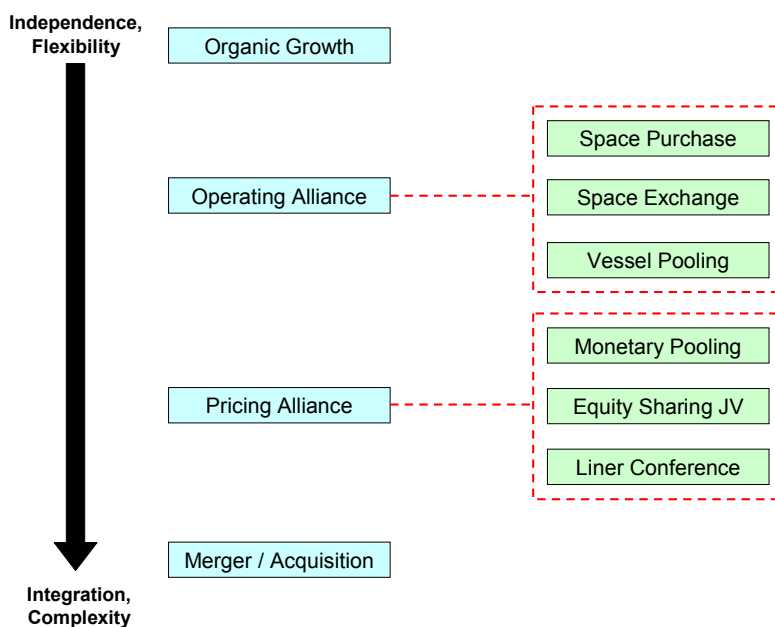 Independence,
Flexibility
Organic Growth
Space Purchase
Operating Alliance
Space Exchange
Vessel Pooling
Monetary Pooling
Pricing Alliance
Equity Sharing JV
Liner Conference
Merger / Acquisition
Integration,
Complexity